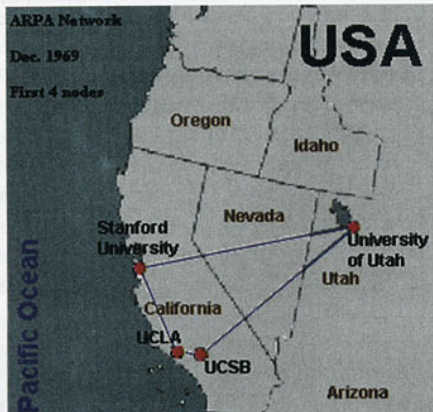 ARPA Network
Dec. 1969
First 4 nodes
USA
Oregon
Idaho
Nevada
Stanford
University
University
of Utah
Utah
California
UCLA
UCSB
Pacific Ocean
Arizona